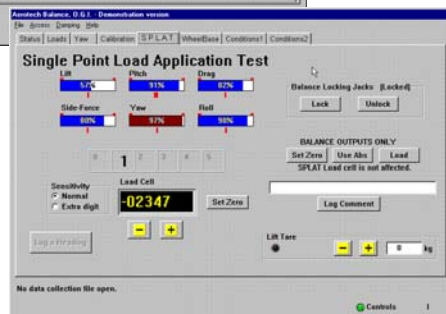 Aerotech Balance, O.G.I. - Demonstration version
File Access Damping Help
Status Loads Yaw Calibration S P L A T WheelBase Conditions1 Conditions2
Single Point Load Application Test
Lift Pitch Drag
57% 91% 82%
Balance Locking Jacks (Locked)
Lock Unlock
Side-Force Yaw Roll
80% 97% 90%
BALANCE OUTPUTS ONLY
0 1 2 3 4 5
Set Zero Use Abs Load
SPLAT Load cell is not affected.
Sensitivity
Normal
Extra digit
Load Cell
-02347
Set Zero
Log Comment
- +
Log a Heading
Lift Tare
- + 0 kg
No data collection file open.
Controls